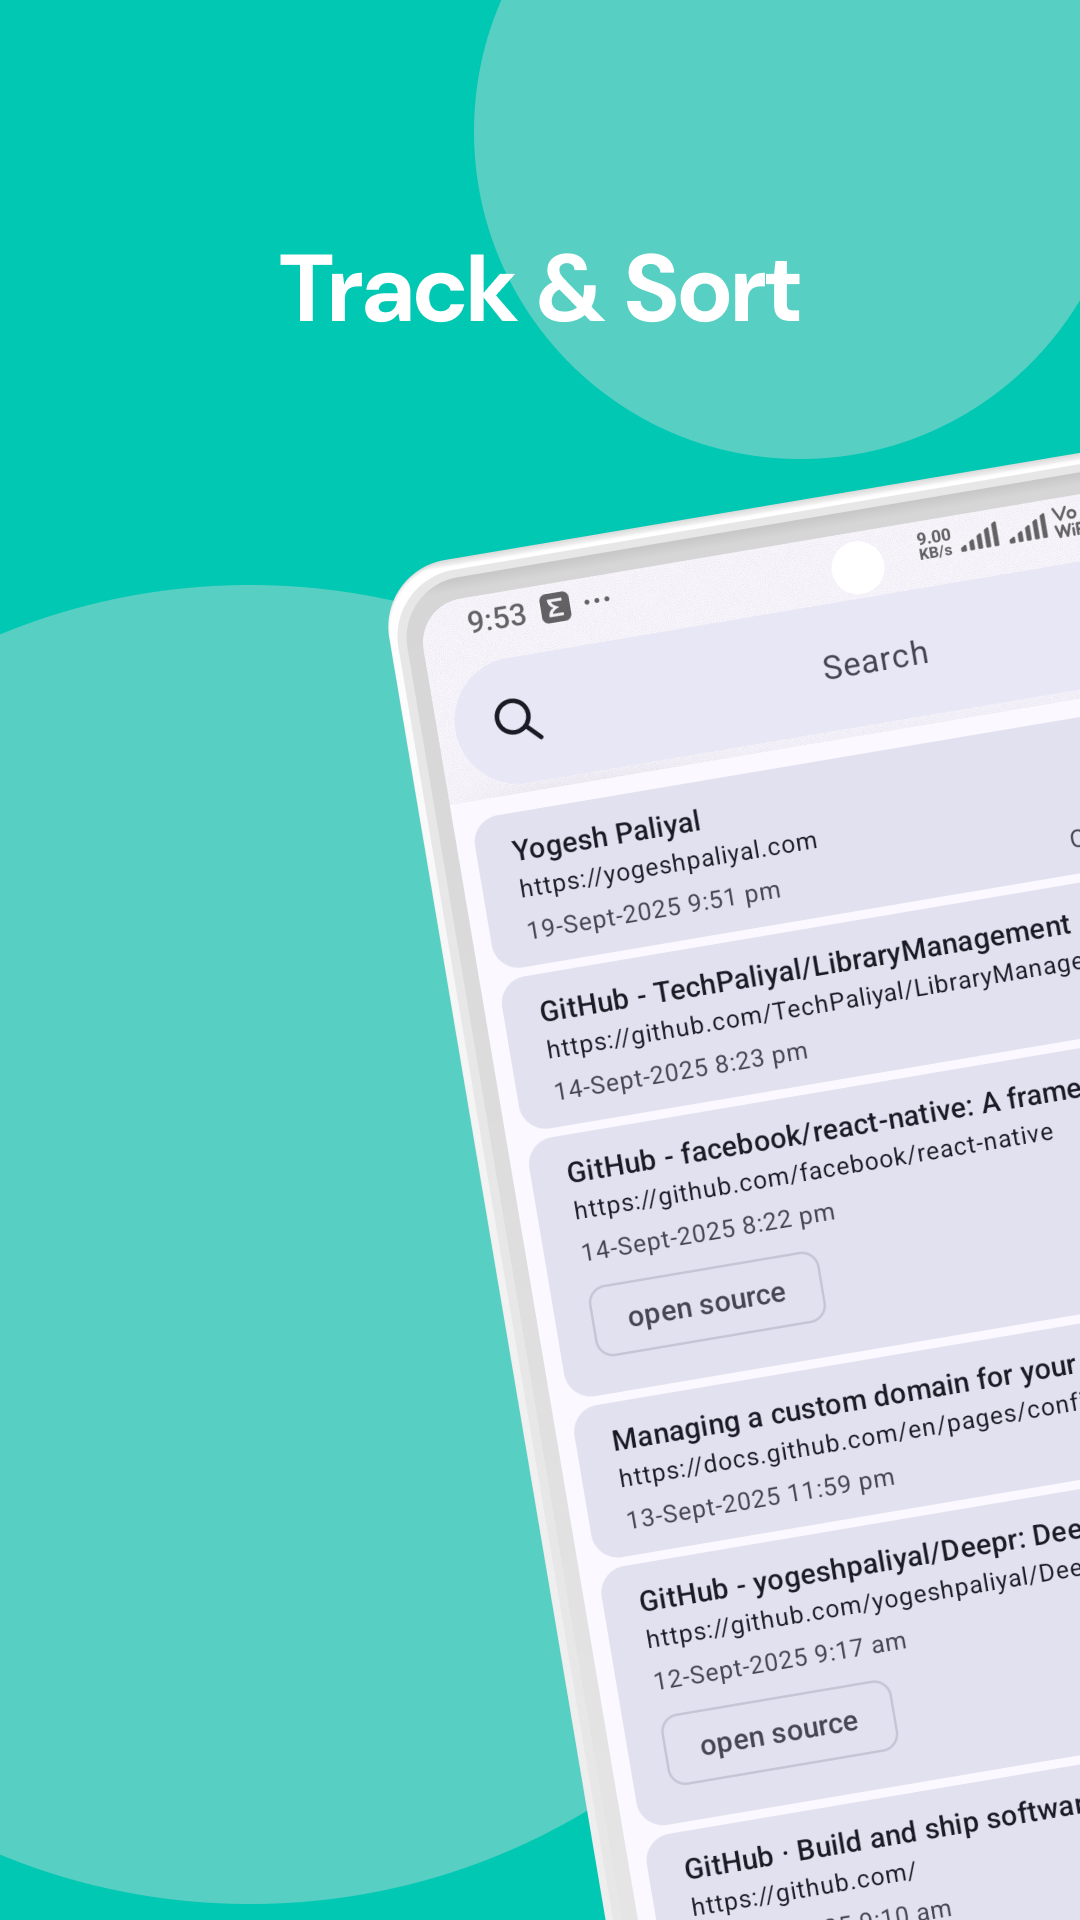 Track & Sort
9:53 ...
9.00
KB/s
Vo
Search
Yogesh Paliyal
https://yogeshpaliyal.com
19-Sept-2025 9:51 pm
GitHub - TechPaliyal/LibraryManagement
https://github.com/TechPaliyal/LibraryManage
14-Sept-2025 8:23 pm
GitHub - facebook/react-native: A frame
https://github.com/facebook/react-native
14-Sept-2025 8:22 pm
open source
Managing a custom domain for your
https://docs.github.com/en/pages/conf
13-Sept-2025 11:59 pm
GitHub - yogeshpaliyal/Deepr: Dee
https://github.com/yogeshpaliyal/Dee
12-Sept-2025 9:17 am
open source
GitHub · Build and ship softwar
https://github.com/
9:10 am